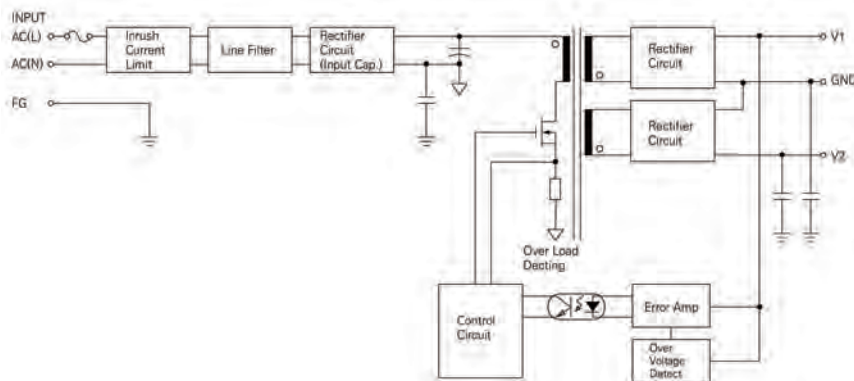 INPUT
AC(L)
AC(N)
FG
Inrush
Current
Limit
Line Filter
Rectifier
Circuit
(Input Cap.)
Rectifier
Circuit
Rectifier
Circuit
V1
GND
V2
Over Load
Decting
Control
Circuit
Error Amp
Over
Voltage
Detect